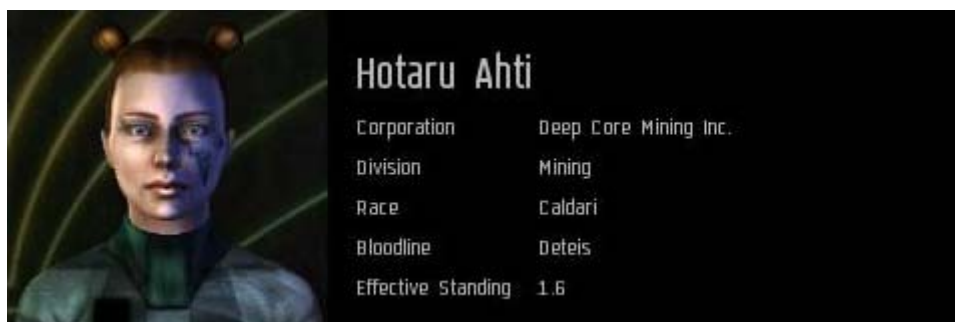 Hotaru Ahti
Corporation Deep Core Mining Inc.
Division Mining
Race Caldari
Bloodline Deteis
Effective Standing 1.6